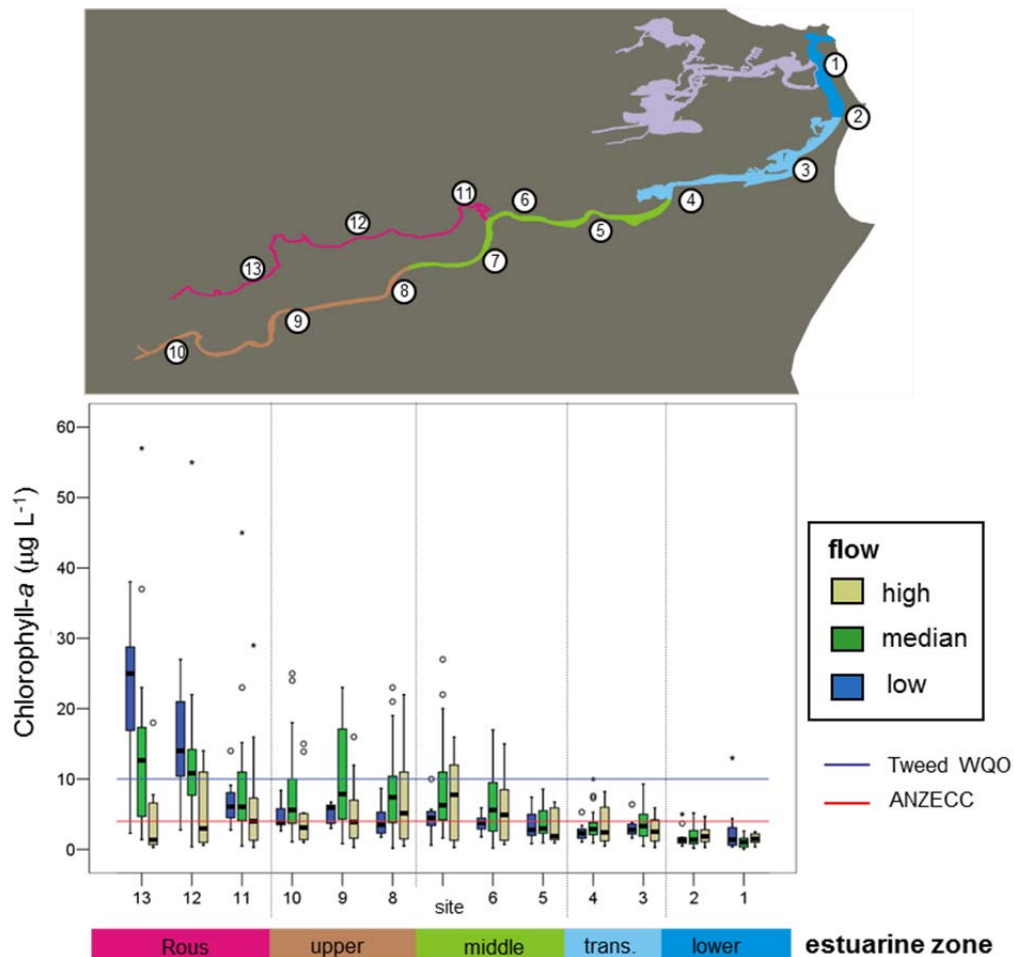 1
2
3
4
5
6
7
8
9
10
11
12
13
Chlorophyll-a (µg L-1)
60
50
40
30
20
10
0
13 12 11 10 9 8 6 5 4 3 2 1
site
flow
high
median
low
Tweed WQO
ANZECC
Rous upper middle trans. lower estuarine zone